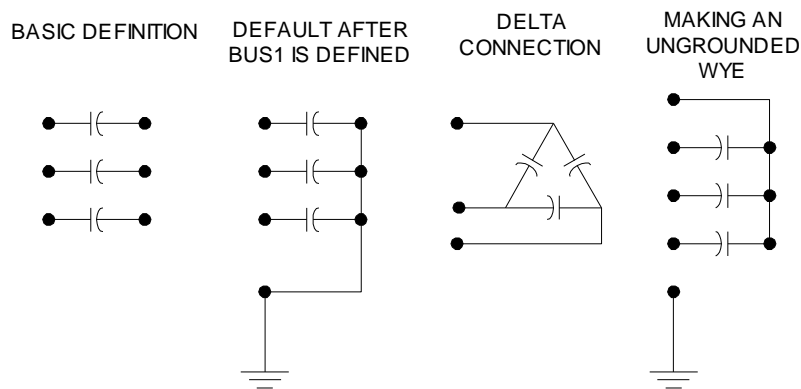 BASIC DEFINITION
DEFAULT AFTER
BUS1 IS DEFINED
DELTA
CONNECTION
MAKING AN
UNGROUNDED
WYE